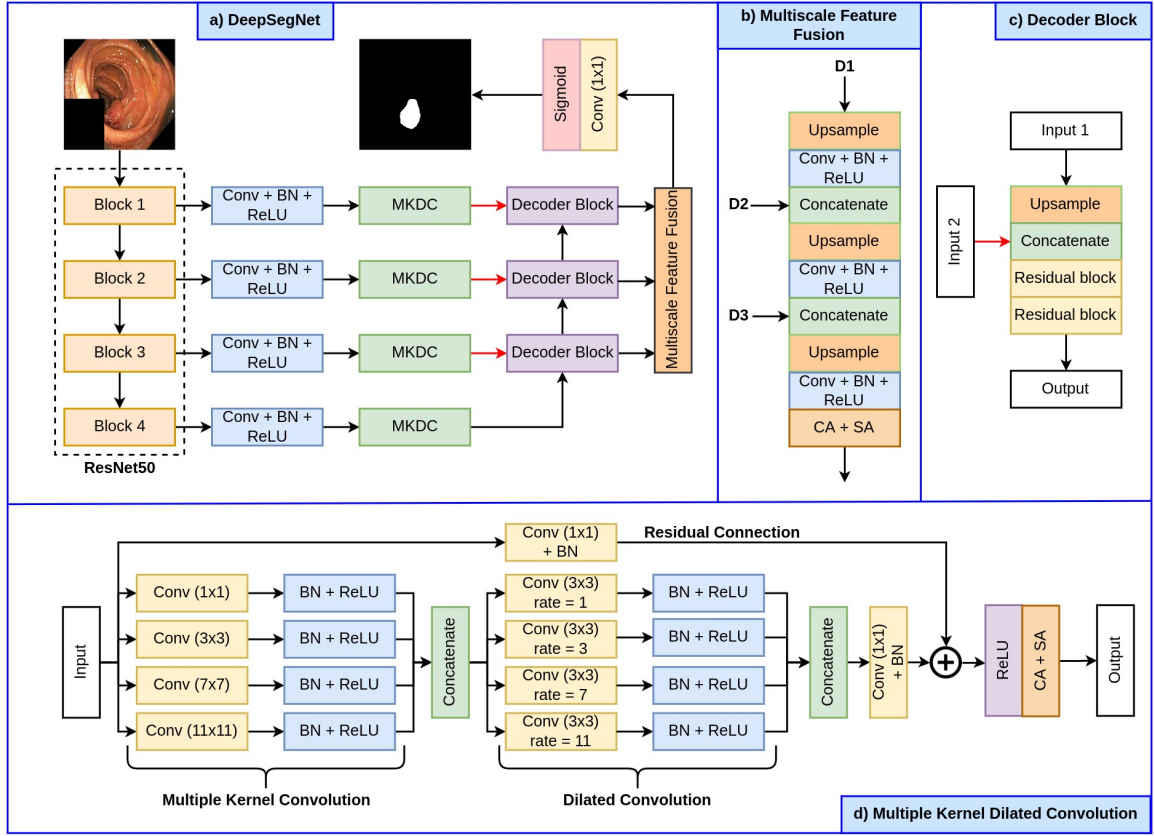 a) DeepSegNet
Sigmoid
Conv (1x1)
Block 1
Conv + BN +
ReLU
MKDC
Decoder Block
Block 2
Conv + BN +
ReLU
MKDC
Decoder Block
Block 3
Conv + BN +
ReLU
MKDC
Decoder Block
Block 4
Conv + BN +
ReLU
MKDC
Multiscale Feature Fusion
ResNet50
b) Multiscale Feature
Fusion
D1
Upsample
Conv + BN +
ReLU
D2
Concatenate
Upsample
Conv + BN +
ReLU
D3
Concatenate
Upsample
Conv + BN +
ReLU
CA + SA
c) Decoder Block
Input 1
Input 2
Upsample
Concatenate
Residual block
Residual block
Output
Conv (1x1)
+ BN
Residual Connection
Input
Conv (1x1)
BN + ReLU
Conv (3x3)
BN + ReLU
Conv (7x7)
BN + ReLU
Conv (11x11)
BN + ReLU
Concatenate
Conv (3x3)
rate = 1
BN + ReLU
Conv (3x3)
rate = 3
BN + ReLU
Conv (3x3)
rate = 7
BN + ReLU
Conv (3x3)
rate = 11
BN + ReLU
Concatenate
Conv (1x1)
+ BN
ReLU
CA + SA
Output
Multiple Kernel Convolution
Dilated Convolution
d) Multiple Kernel Dilated Convolution